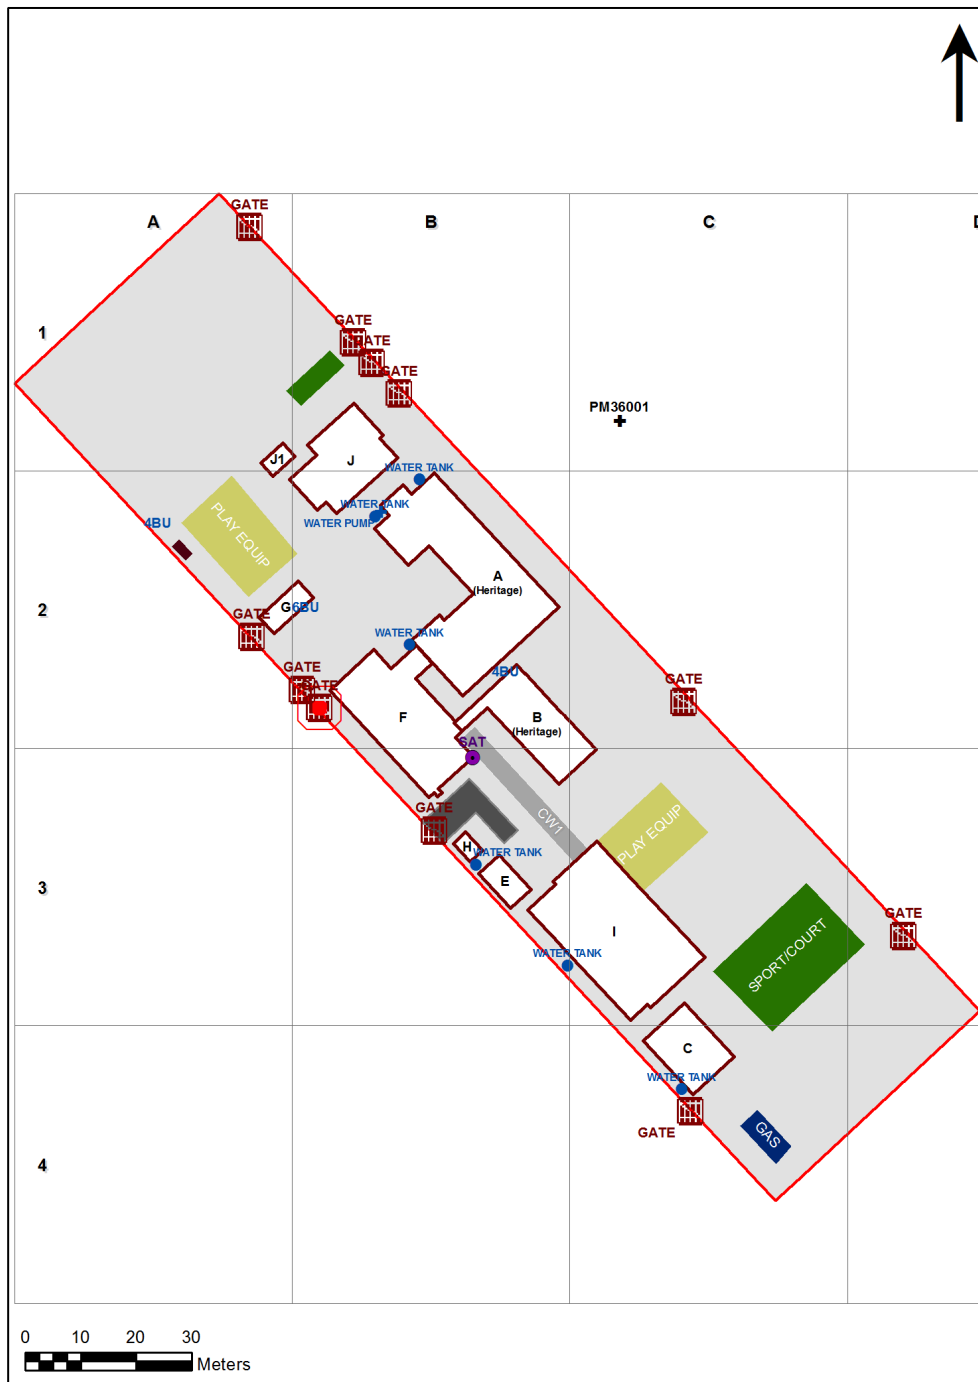 GATE
A
B
C
D
1
GATE
GATE
GATE
PM36001
J1
J
WATER TANK
WATER TANK
WATER PUMP
4BU
PLAY EQUIP
A
(Heritage)
2
G
6BU
GATE
WATER TANK
GATE
GATE
4BU
GATE
F
B
(Heritage)
SAT
CW1
PLAY EQUIP
GATE
H
WATER TANK
E
3
I
GATE
SPORT/COURT
WATER TANK
C
WATER TANK
GATE
GAS
4
0 10 20 30
Meters